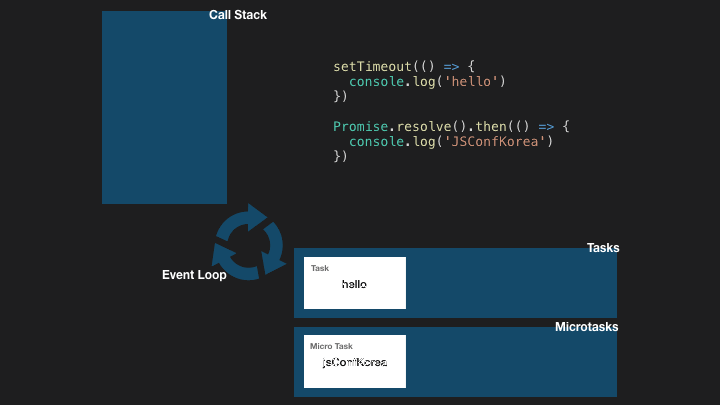 Call Stack
setTimeout(() => {
  console.log('hello')
})
Promise.resolve().then(() => {
  console.log('JSConfKorea')
})
Event Loop
Tasks
Task
hello
Microtasks
Micro Task
jsConfKorea